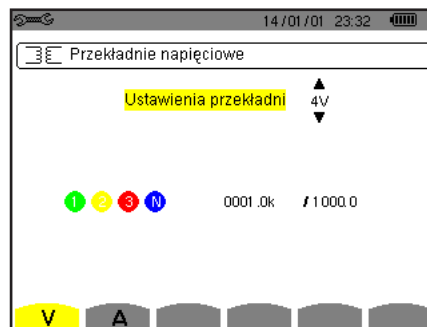 14/01/01 23:32
Przekładnie napięciowe
Ustawienia przekładni 4V
1 2 3 N 0001.0k / 1000.0
V A